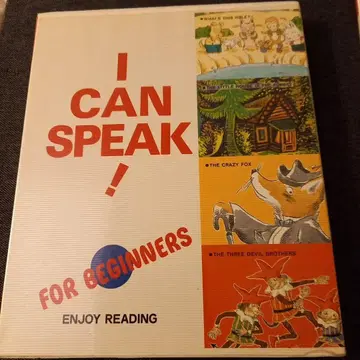 I
CAN
SPEAK
!
FOR BEGINNERS
ENJOY READING
•THE CRAZY FOX
•THE THREE DEVIL BROTHERS